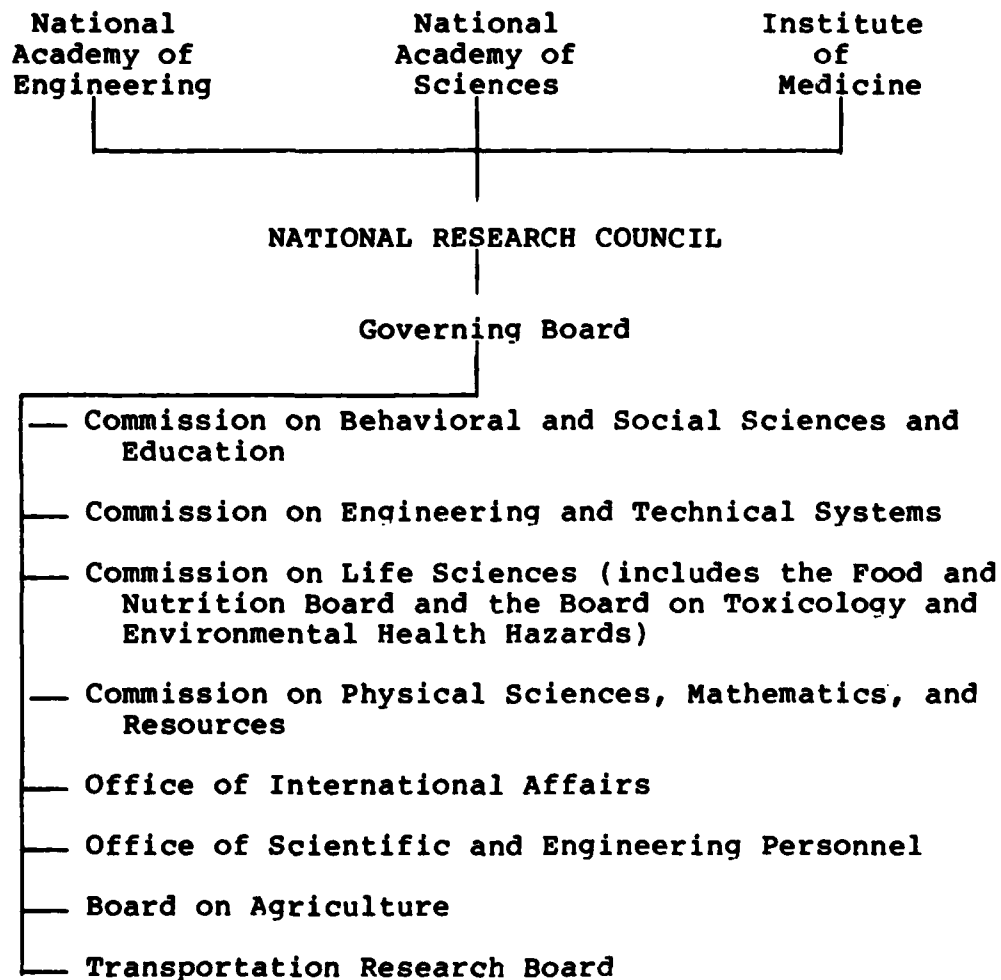 National
Academy of
Engineering
National
Academy of
Sciences
Institute
of
Medicine
NATIONAL RESEARCH COUNCIL
Governing Board
Commission on Behavioral and Social Sciences and
Education
Commission on Engineering and Technical Systems
Commission on Life Sciences (includes the Food and
Nutrition Board and the Board on Toxicology and
Environmental Health Hazards)
Commission on Physical Sciences, Mathematics, and
Resources
Office of International Affairs
Office of Scientific and Engineering Personnel
Board on Agriculture
Transportation Research Board